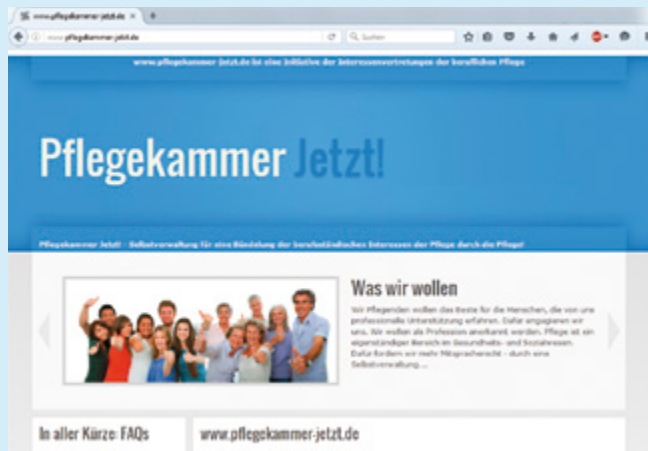 www.pflegekammer-jetzt.de
www.pflegekammer-jetzt.de
Suchen
www.pflegekammer-jetzt.de ist eine Initiative der Interessenvertretungen der beruflichen Pflege
Pflegekammer Jetzt!
Pflegekammer Jetzt! - Selbstverwaltung für eine Bündelung der berufsständischen Interessen der Pflege durch die Pflege!
Was wir wollen
Wir Pflegenden wollen das Beste für die Menschen, die von uns
professionelle Unterstützung erfahren. Dafür engagieren wir
uns. Wir wollen als Profession anerkannt werden. Pflege ist ein
eigenständiger Bereich im Gesundheits- und Sozialwesen.
Dafür fordern wir mehr Mitspracherecht - durch eine
Selbstverwaltung...
In aller Kürze: FAQs
www.pflegekammer-jetzt.de